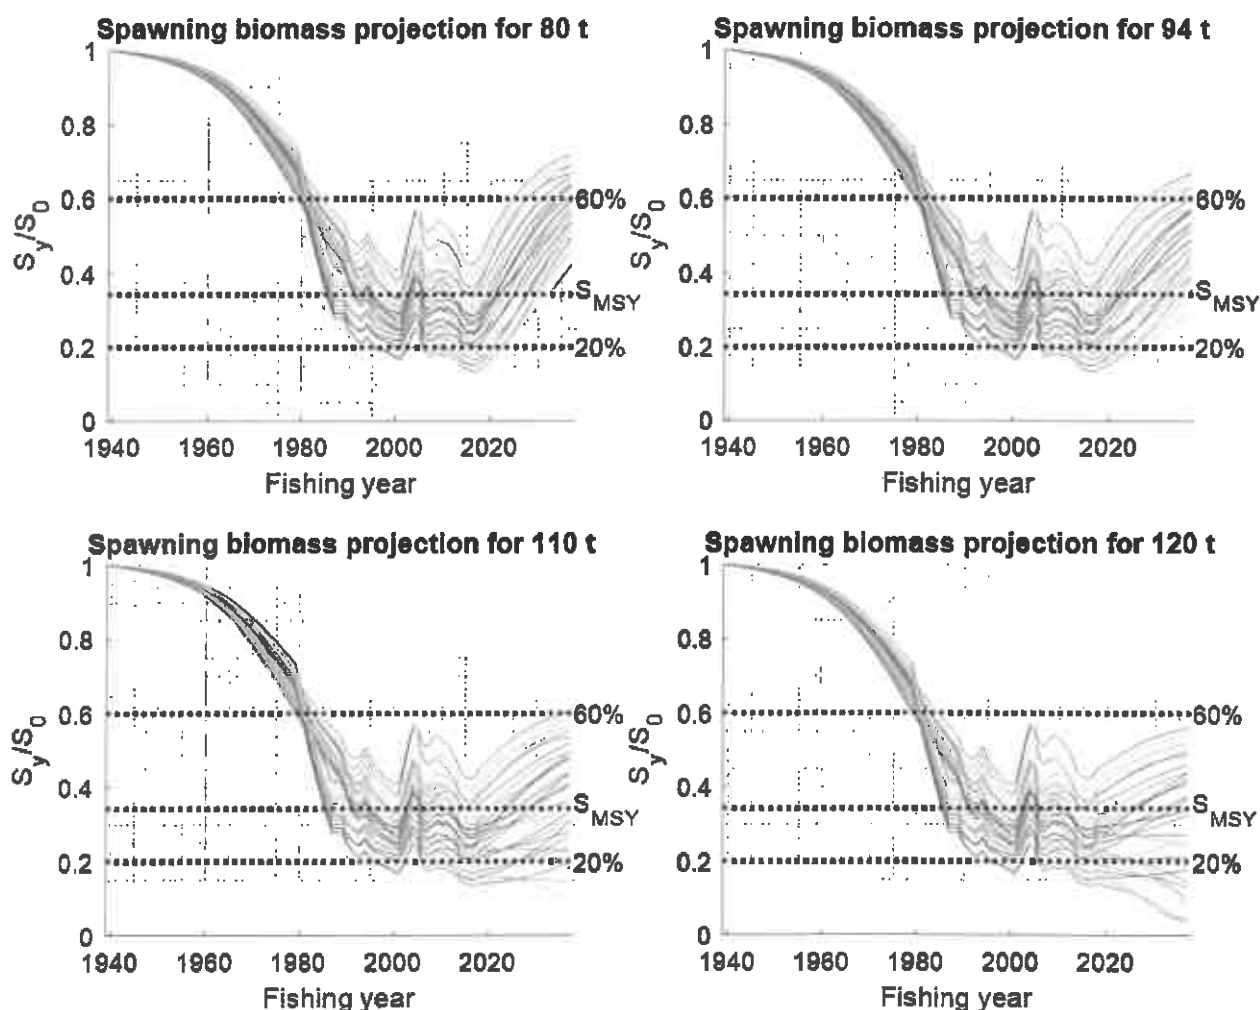 Spawning biomass projection for 80 t
1
0.8
0.6
0.4
0.2
0
S_y/S_0
60%
S_MSY
20%
1940 1960 1980 2000 2020
Fishing year
Spawning biomass projection for 94 t
1
0.8
0.6
0.4
0.2
0
S_y/S_0
60%
S_MSY
20%
1940 1960 1980 2000 2020
Fishing year
Spawning biomass projection for 110 t
1
0.8
0.6
0.4
0.2
0
S_y/S_0
60%
S_MSY
20%
1940 1960 1980 2000 2020
Fishing year
Spawning biomass projection for 120 t
1
0.8
0.6
0.4
0.2
0
S_y/S_0
60%
S_MSY
20%
1940 1960 1980 2000 2020
Fishing year